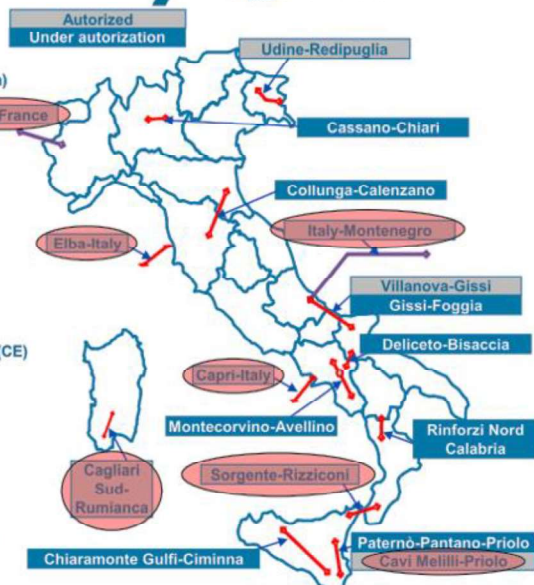 Autorized
Under autorization
Udine-Redipuglia
France
Cassano-Chiari
Collunga-Calenzano
Italy-Montenegro
Elba-Italy
Villanova-Gissi
Gissi-Foggia
(CE)
Deliceto-Bisaccia
Capri-Italy
Montecorvino-Avellino
Rinforzi Nord
Calabria
Cagliari
Sud-
Rumianca
Sorgente-Rizziconi
Paternò-Pantano-Priolo
Chiaramonte Gulfi-Ciminna
Cavi Melilli-Priolo